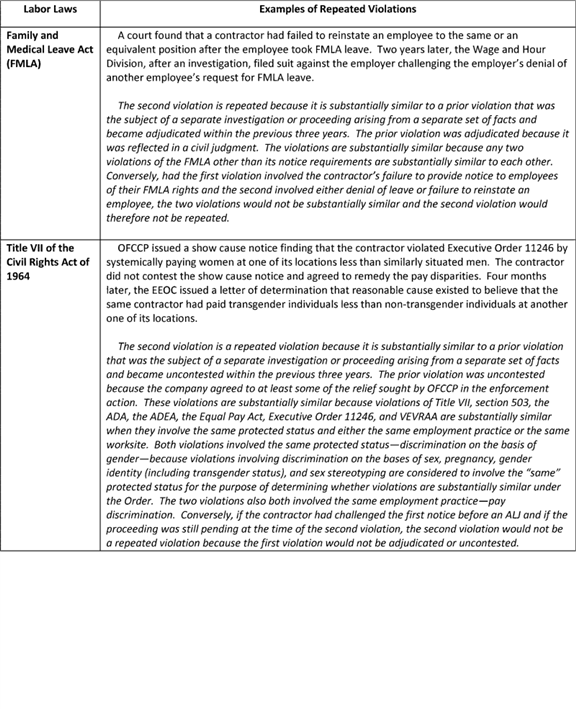 Labor Laws
Examples of Repeated Violations
Family and
Medical Leave Act
(FMLA)
A court found that a contractor had failed to reinstate an employee to the same or an
equivalent position after the employee took FMLA leave.  Two years later, the Wage and Hour
Division, after an investigation, filed suit against the employer challenging the employer's denial of
another employee's request for FMLA leave.
The second violation is repeated because it is substantially similar to a prior violation that was
the subject of a separate investigation or proceeding arising from a separate set of facts and
became adjudicated within the previous three years.  The prior violation was adjudicated because it
was reflected in a civil judgment.  The violations are substantially similar because any two
violations of the FMLA other than its notice requirements are substantially similar to each other.
Conversely, had the first violation involved the contractor's failure to provide notice to employees
of their FMLA rights and the second involved either denial of leave or failure to reinstate an
employee, the two violations would not be substantially similar and the second violation would
therefore not be repeated.
Title VII of the
Civil Rights Act of
1964
OFCCP issued a show cause notice finding that the contractor violated Executive Order 11246 by
systemically paying women at one of its locations less than similarly situated men.  The contractor
did not contest the show cause notice and agreed to remedy the pay disparities.  Four months
later, the EEOC issued a letter of determination that reasonable cause existed to believe that the
same contractor had paid transgender individuals less than non-transgender individuals at another
one of its locations.
The second violation is a repeated violation because it is substantially similar to a prior violation
that was the subject of a separate investigation or proceeding arising from a separate set of facts
and became uncontested within the previous three years.  The prior violation was uncontested
because the company agreed to at least some of the relief sought by OFCCP in the enforcement
action.  These violations are substantially similar because violations of Title VII, section 503, the
ADA, the ADEA, the Equal Pay Act, Executive Order 11246, and VEVRAA are substantially similar
when they involve the same protected status and either the same employment practice or the same
worksite.  Both violations involved the same protected status—discrimination on the basis of
gender—because violations involving discrimination on the bases of sex, pregnancy, gender
identity (including transgender status), and sex stereotyping are considered to involve the "same"
protected status for the purpose of determining whether violations are substantially similar under
the Order.  The two violations also both involved the same employment practice—pay
discrimination.  Conversely, if the contractor had challenged the first notice before an ALJ and if the
proceeding was still pending at the time of the second violation, the second violation would not be
a repeated violation because the first violation would not be adjudicated or uncontested.